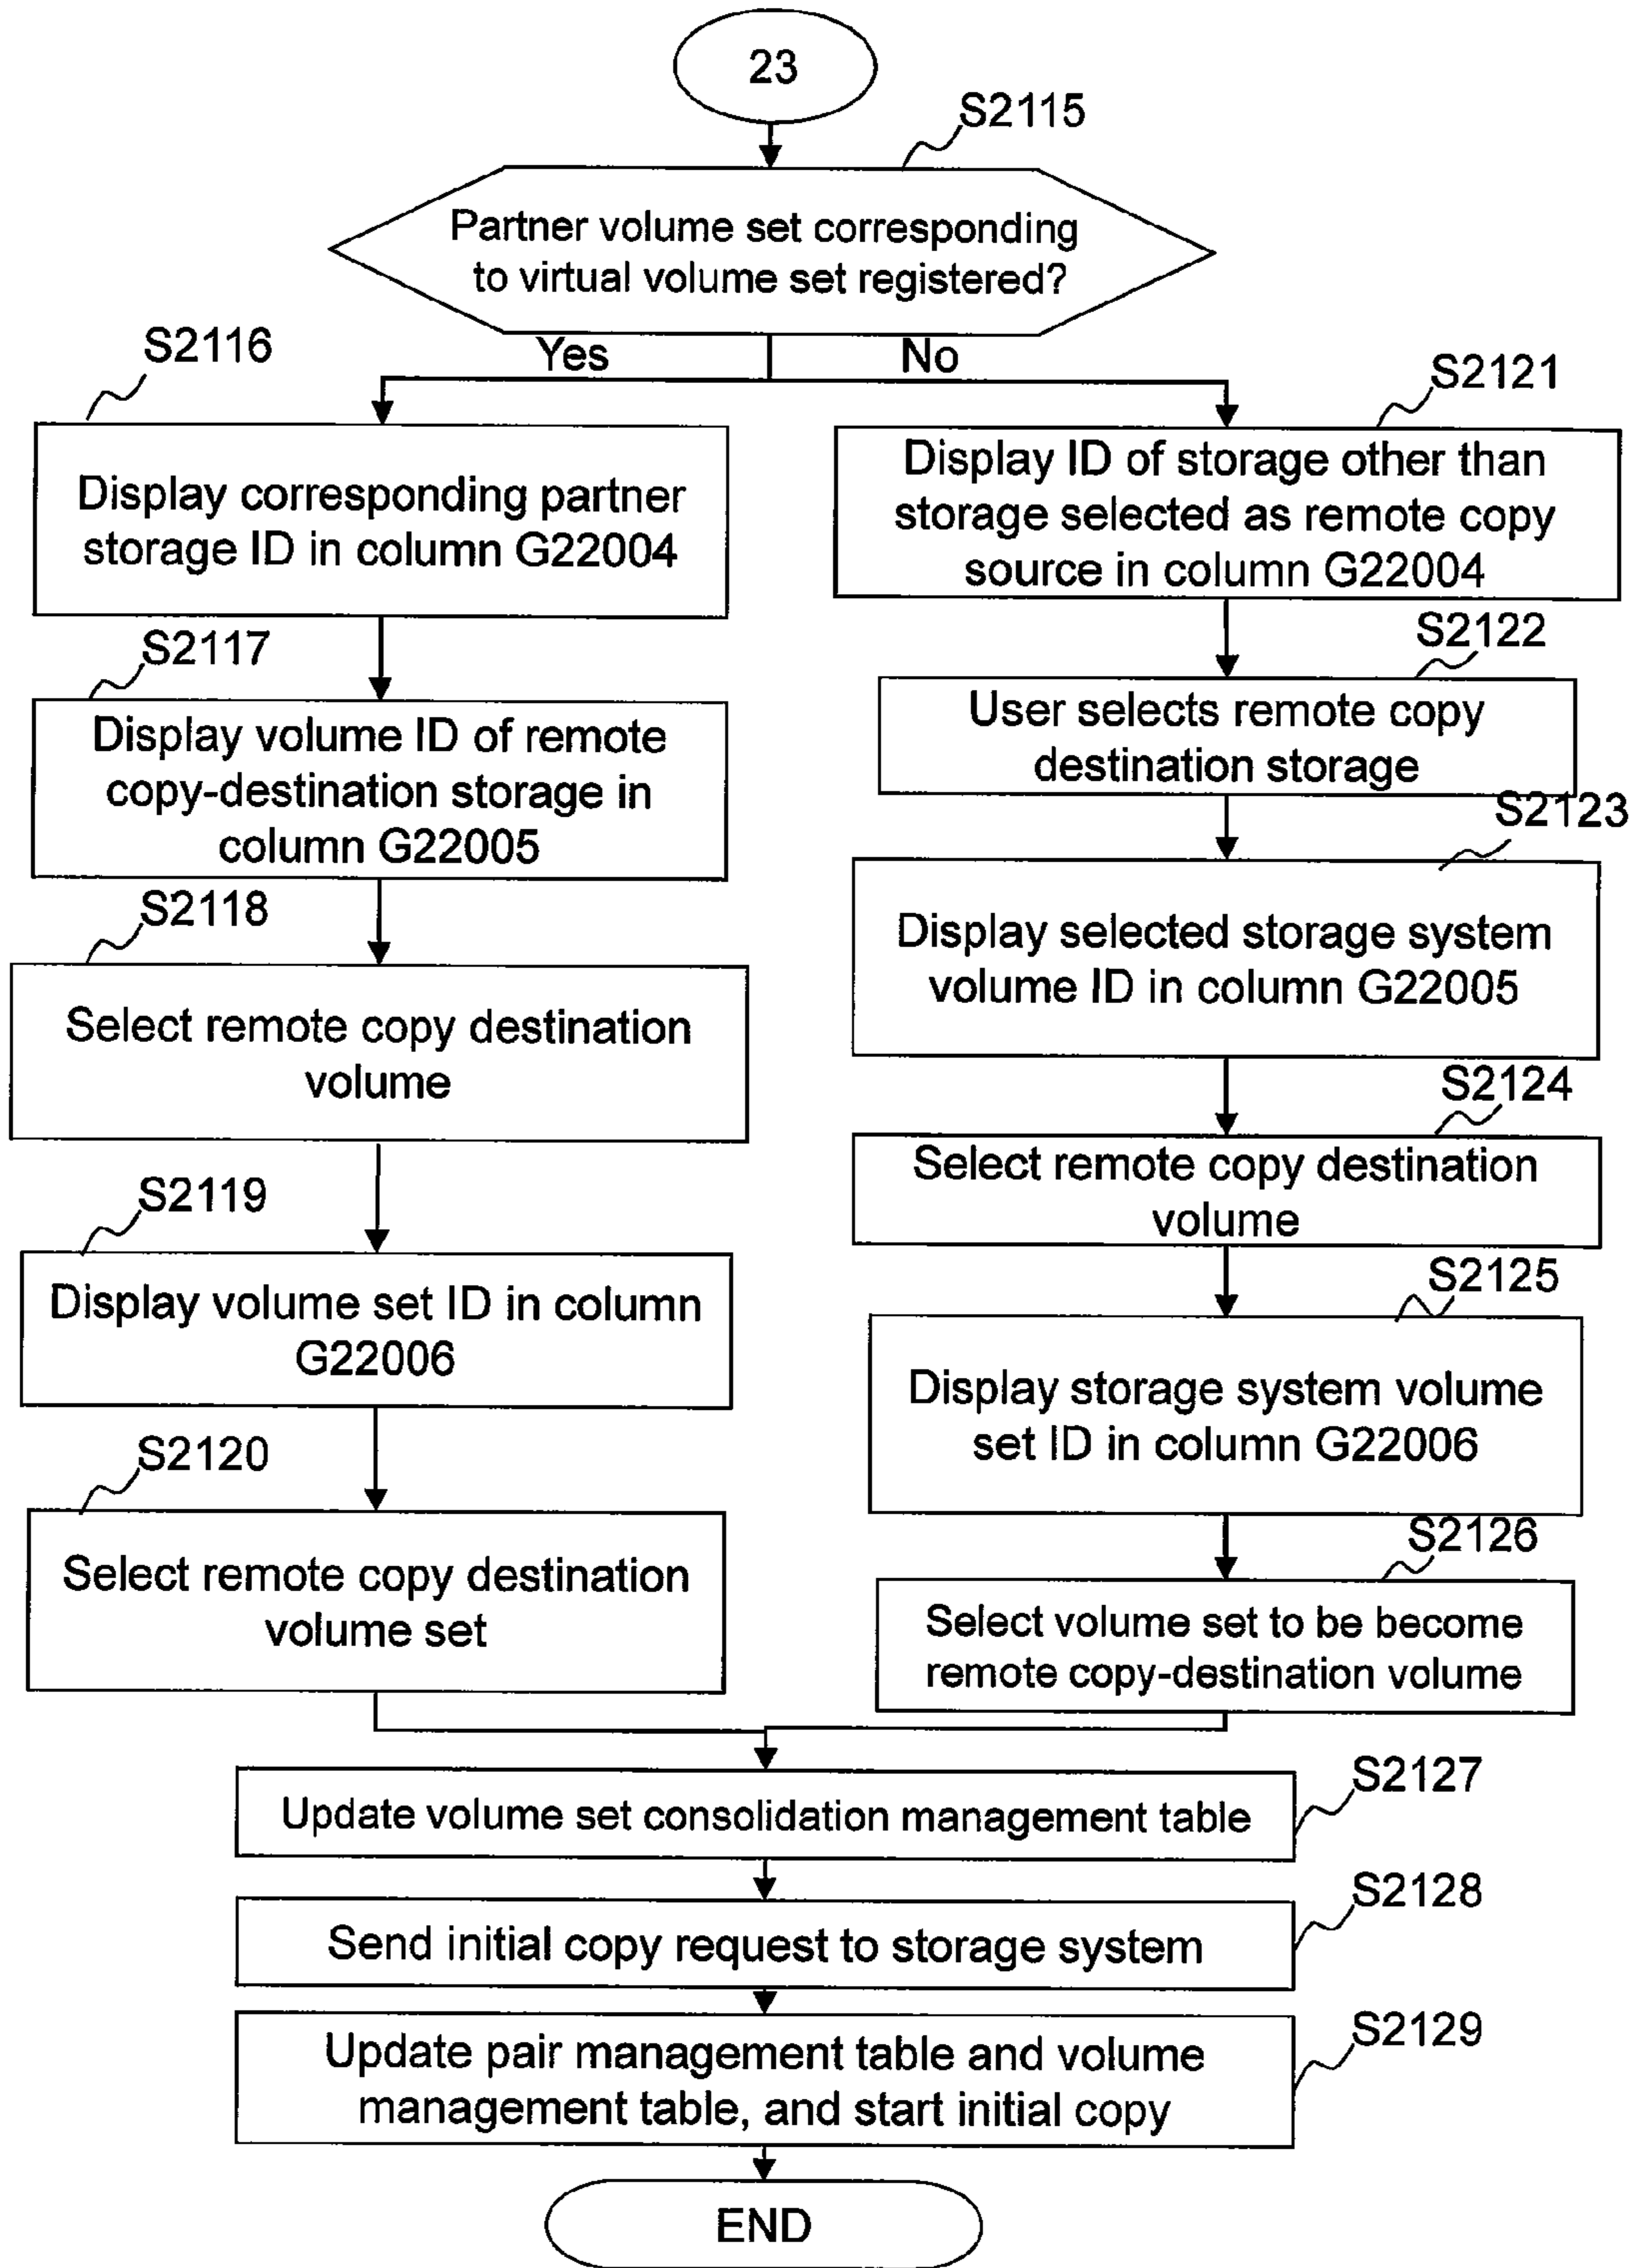 23
S2115
Partner volume set corresponding
to virtual volume set registered?
Yes
No
S2116
Display corresponding partner
storage ID in column G22004
S2117
Display volume ID of remote
copy-destination storage in
column G22005
S2118
Select remote copy destination
volume
S2119
Display volume set ID in column
G22006
S2120
Select remote copy destination
volume set
S2121
Display ID of storage other than
storage selected as remote copy
source in column G22004
S2122
User selects remote copy
destination storage
S2123
Display selected storage system
volume ID in column G22005
S2124
Select remote copy destination
volume
S2125
Display storage system volume
set ID in column G22006
S2126
Select volume set to be become
remote copy-destination volume
S2127
Update volume set consolidation management table
S2128
Send initial copy request to storage system
S2129
Update pair management table and volume
management table, and start initial copy
END